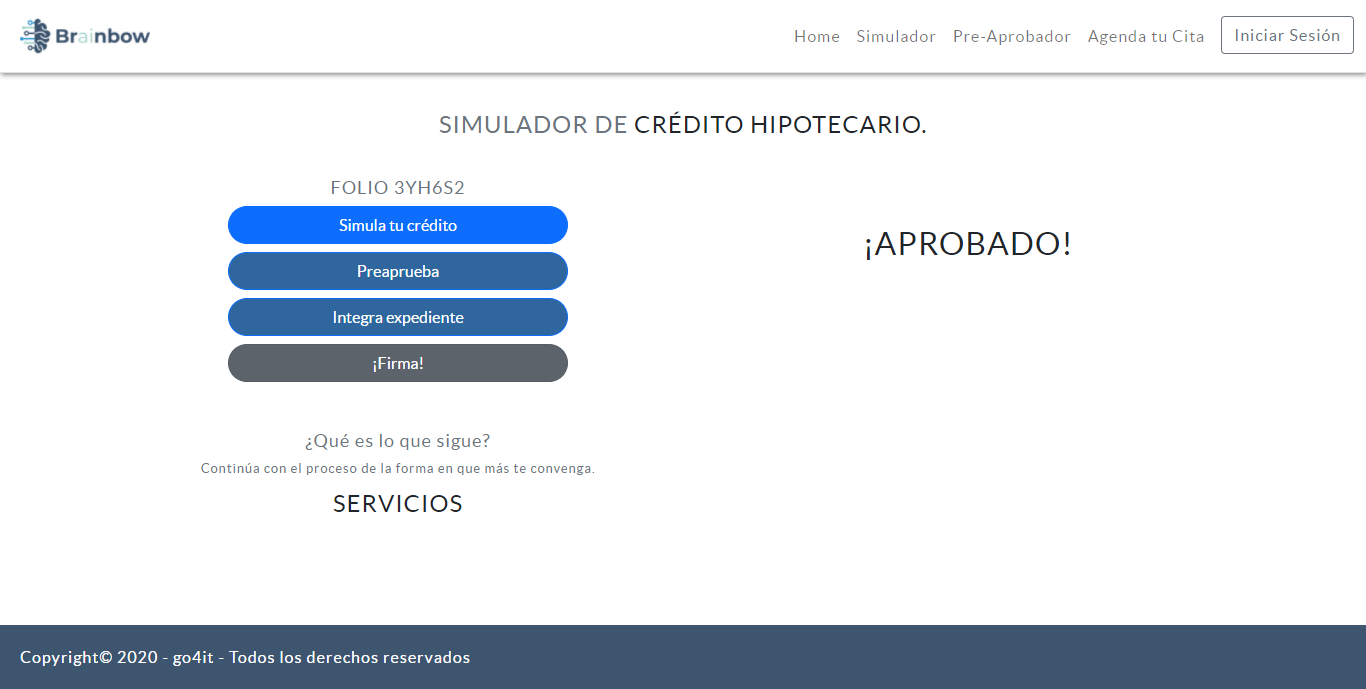 Brainbow
Home Simulador Pre-Aprobador Agenda tu Cita Iniciar Sesión
SIMULADOR DE CRÉDITO HIPOTECARIO.
FOLIO 3YH6S2
Simula tu crédito
Preaprueba
Integra expediente
¡Firma!
¿Qué es lo que sigue?
Continúa con el proceso de la forma en que más te convenga.
SERVICIOS
¡APROBADO!
Copyright© 2020 - go4it - Todos los derechos reservados